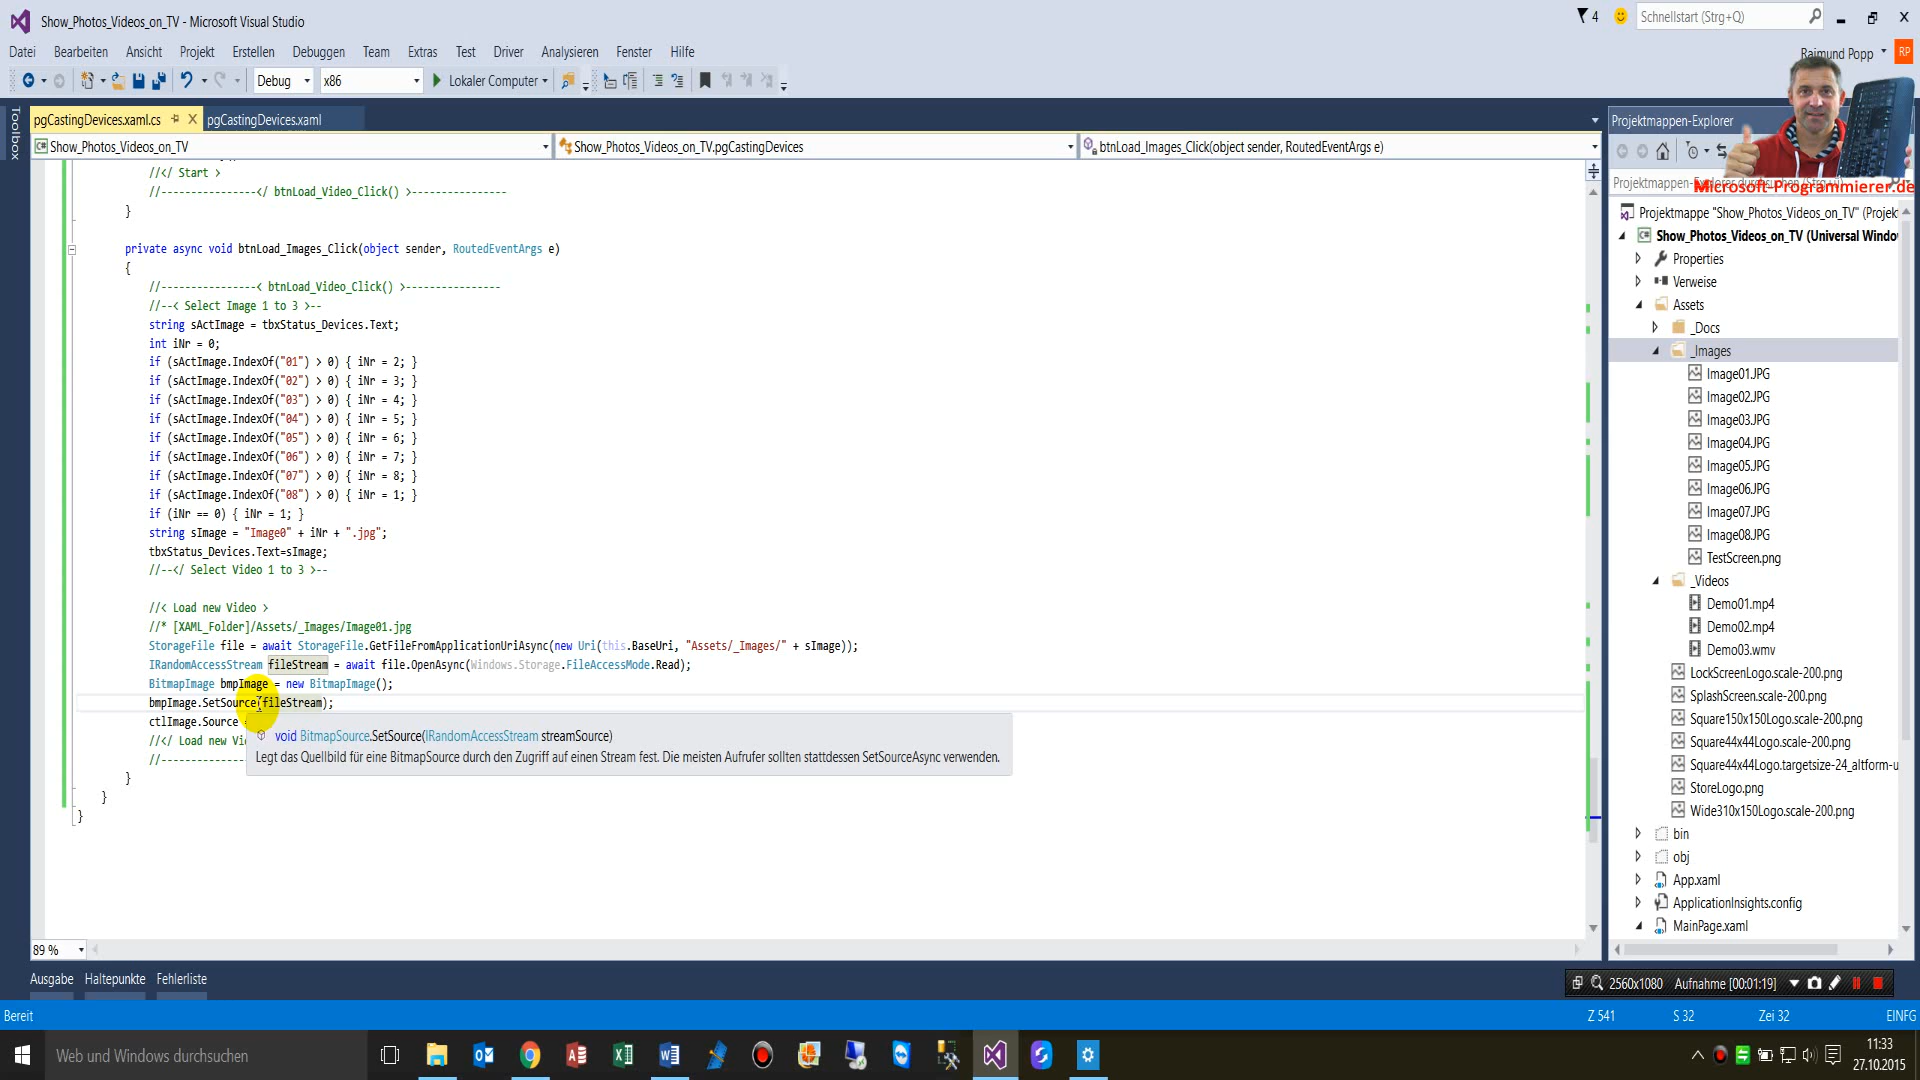 Show_Photos_Videos_on_TV - Microsoft Visual Studio
4
Schnellstart (Strg+Q)
Datei Bearbeiten Ansicht Projekt Erstellen Debuggen Team Extras Test Driver Analysieren Fenster Hilfe
Raimund Popp
RP
Debug x86 Lokaler Computer
Toolbox
pgCastingDevices.xaml.cs pgCastingDevices.xaml
Projektmappen-Explorer
Show_Photos_Videos_on_TV Show_Photos_Videos_on_TV.pgCastingDevices btnLoad_Images_Click(object sender, RoutedEventArgs e)
Microsoft-Programmierer.de
//</ Start >
//----------------</ btnLoad_Video_Click() >----------------
}
private async void btnLoad_Images_Click(object sender, RoutedEventArgs e)
{
//----------------< btnLoad_Video_Click() >----------------
//--< Select Image 1 to 3 >--
string sActImage = tbxStatus_Devices.Text;
int iNr = 0;
if (sActImage.IndexOf("01") > 0) { iNr = 2; }
if (sActImage.IndexOf("02") > 0) { iNr = 3; }
if (sActImage.IndexOf("03") > 0) { iNr = 4; }
if (sActImage.IndexOf("04") > 0) { iNr = 5; }
if (sActImage.IndexOf("05") > 0) { iNr = 6; }
if (sActImage.IndexOf("06") > 0) { iNr = 7; }
if (sActImage.IndexOf("07") > 0) { iNr = 8; }
if (sActImage.IndexOf("08") > 0) { iNr = 1; }
if (iNr == 0) { iNr = 1; }
string sImage = "Image0" + iNr + ".jpg";
tbxStatus_Devices.Text=sImage;
//--</ Select Video 1 to 3 >--
//< Load new Video >
//* [XAML_Folder]/Assets/_Images/Image01.jpg
StorageFile file = await StorageFile.GetFileFromApplicationUriAsync(new Uri(this.BaseUri, "Assets/_Images/" + sImage));
IRandomAccessStream fileStream = await file.OpenAsync(Windows.Storage.FileAccessMode.Read);
BitmapImage bmpImage = new BitmapImage();
bmpImage.SetSource(fileStream);
ctlImage.Source
void BitmapSource.SetSource(IRandomAccessStream streamSource)
//</ Load new
Legt das Quellbild für eine BitmapSource durch den Zugriff auf einen Stream fest. Die meisten Aufrufer sollten stattdessen SetSourceAsync verwenden.
//-------------
}
}
}
Projektmappe "Show_Photos_Videos_on_TV" (Projek
Show_Photos_Videos_on_TV (Universal Windo
Properties
Verweise
Assets
_Docs
_Images
Image01.JPG
Image02.JPG
Image03.JPG
Image04.JPG
Image05.JPG
Image06.JPG
Image07.JPG
Image08.JPG
TestScreen.png
_Videos
Demo01.mp4
Demo02.mp4
Demo03.wmv
LockScreenLogo.scale-200.png
SplashScreen.scale-200.png
Square150x150Logo.scale-200.png
Square44x44Logo.scale-200.png
Square44x44Logo.targetsize-24_altform-u
StoreLogo.png
Wide310x150Logo.scale-200.png
bin
obj
App.xaml
ApplicationInsights.config
MainPage.xaml
89 %
Ausgabe Haltepunkte Fehlerliste
2560x1080 Aufnahme [00:01:19]
Bereit Z 541 S 32 Zei 32 EINFG
Web und Windows durchsuchen
11:33
27.10.2015